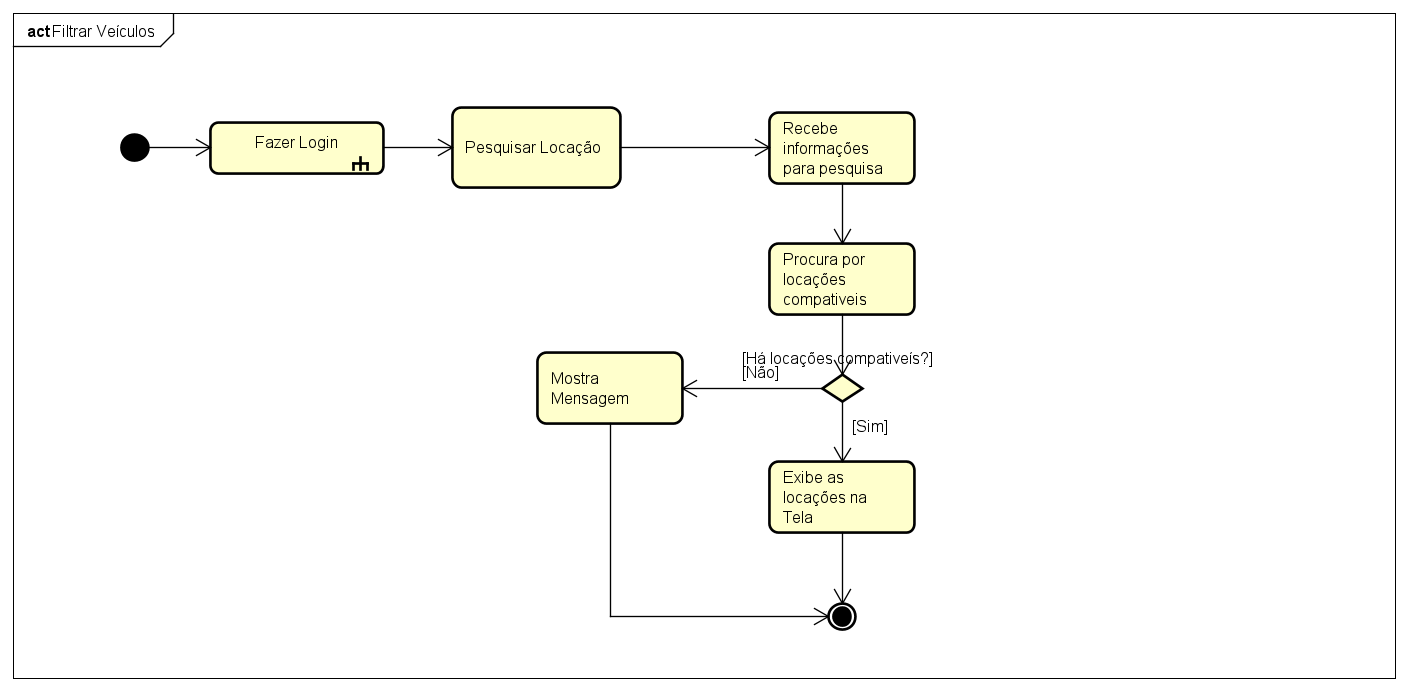 act Filtrar Veículos
Fazer Login
Pesquisar Locação
Recebe
informações
para pesquisa
Procura por
locações
compativeis
[Há locações compativeís?]
[Não]
Mostra
Mensagem
[Sim]
Exibe as
locações na
Tela